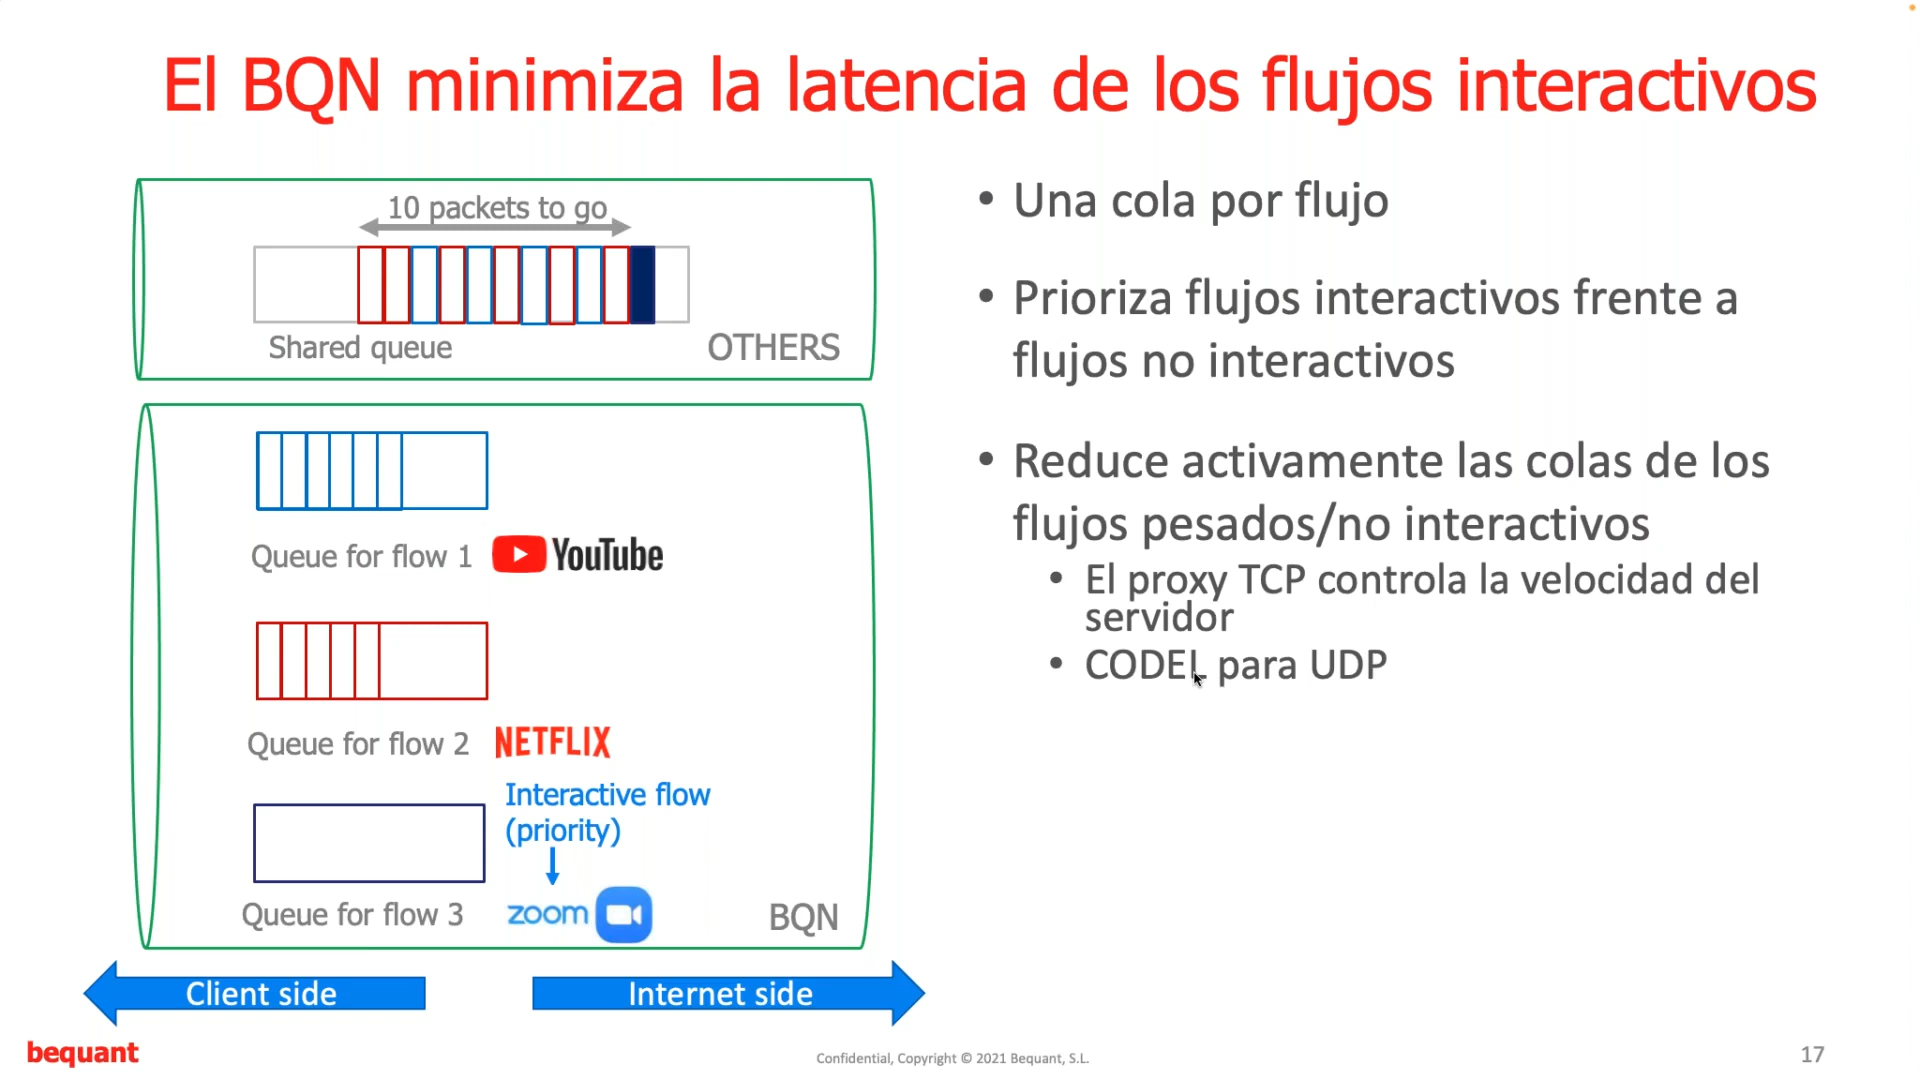 El BQN minimiza la latencia de los flujos interactivos
10 packets to go
Shared queue
OTHERS
Queue for flow 1
YouTube
Queue for flow 2
NETFLIX
Interactive flow
(priority)
Queue for flow 3
zoom
BQN
Client side
Internet side
• Una cola por flujo
• Prioriza flujos interactivos frente a
flujos no interactivos
• Reduce activamente las colas de los
flujos pesados/no interactivos
• El proxy TCP controla la velocidad del
servidor
• CODEL para UDP
bequant
Confidential, Copyright © 2021 Bequant, S.L.
17